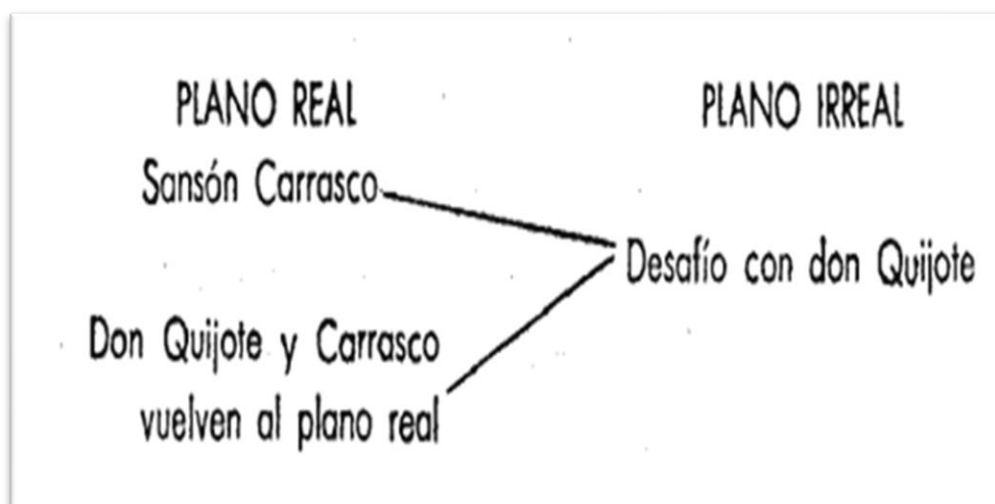 PLANO REAL
PLANO IRREAL
Sansón Carrasco
Desafío con don Quijote
Don Quijote y Carrasco
vuelven al plano real